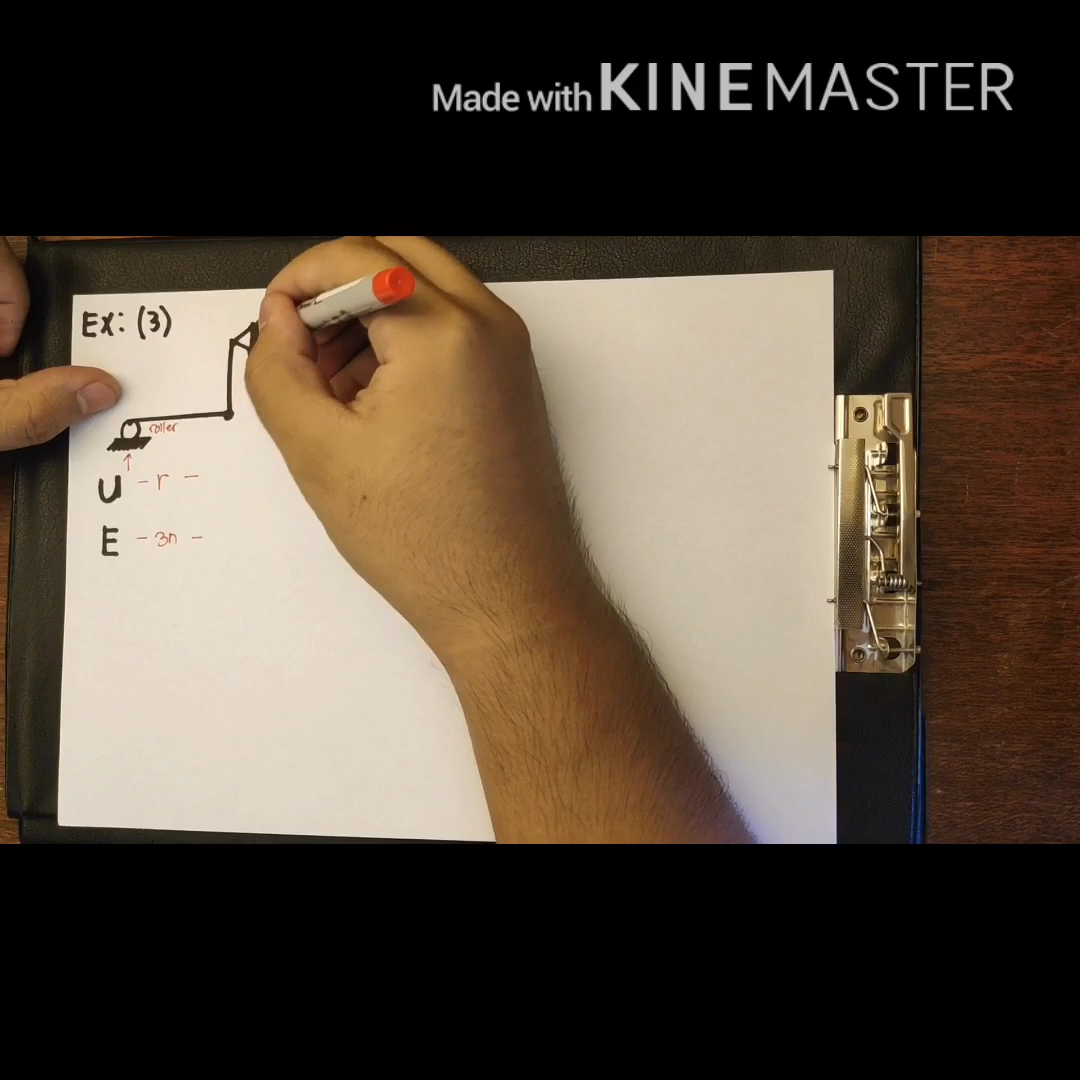 Made with KINEMASTER
EX: (3)
roller
U - r -
E - 3n -